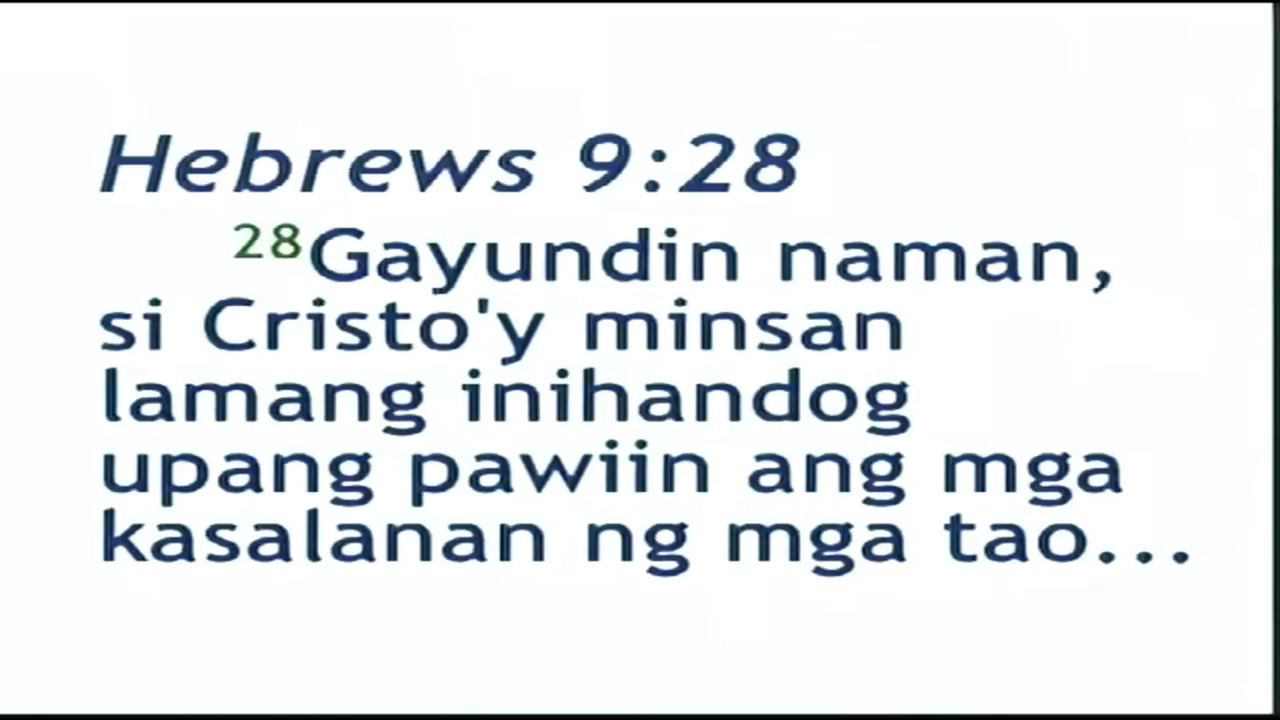 Hebrews 9:28
28Gayundin naman,
si Cristo'y minsan
lamang inihandog
upang pawiin ang mga
kasalanan ng mga tao...